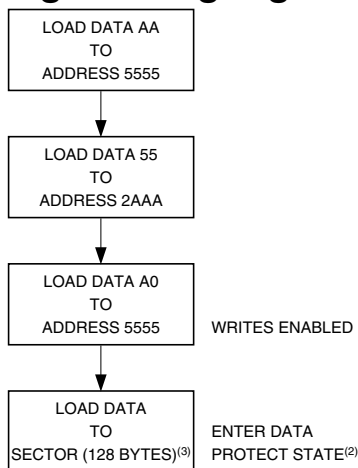 LOAD DATA AA
TO
ADDRESS 5555
LOAD DATA 55
TO
ADDRESS 2AAA
LOAD DATA A0
TO
ADDRESS 5555
WRITES ENABLED
LOAD DATA
TO
SECTOR (128 BYTES)(3)
ENTER DATA
PROTECT STATE(2)